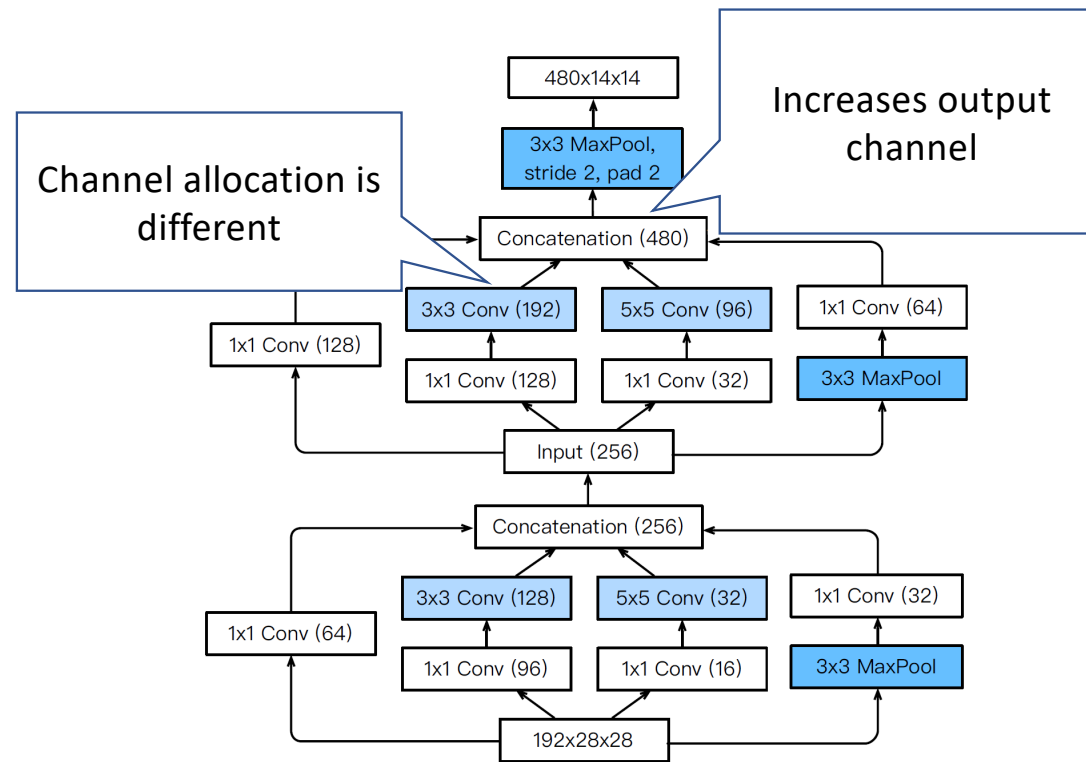 480x14x14
Increases output
channel
3x3 MaxPool,
stride 2, pad 2
Channel allocation is
different
Concatenation (480)
3x3 Conv (192)
5x5 Conv (96)
1x1 Conv (64)
1x1 Conv (128)
1x1 Conv (128)
1x1 Conv (32)
3x3 MaxPool
Input (256)
Concatenation (256)
3x3 Conv (128)
5x5 Conv (32)
1x1 Conv (32)
1x1 Conv (64)
1x1 Conv (96)
1x1 Conv (16)
3x3 MaxPool
192x28x28